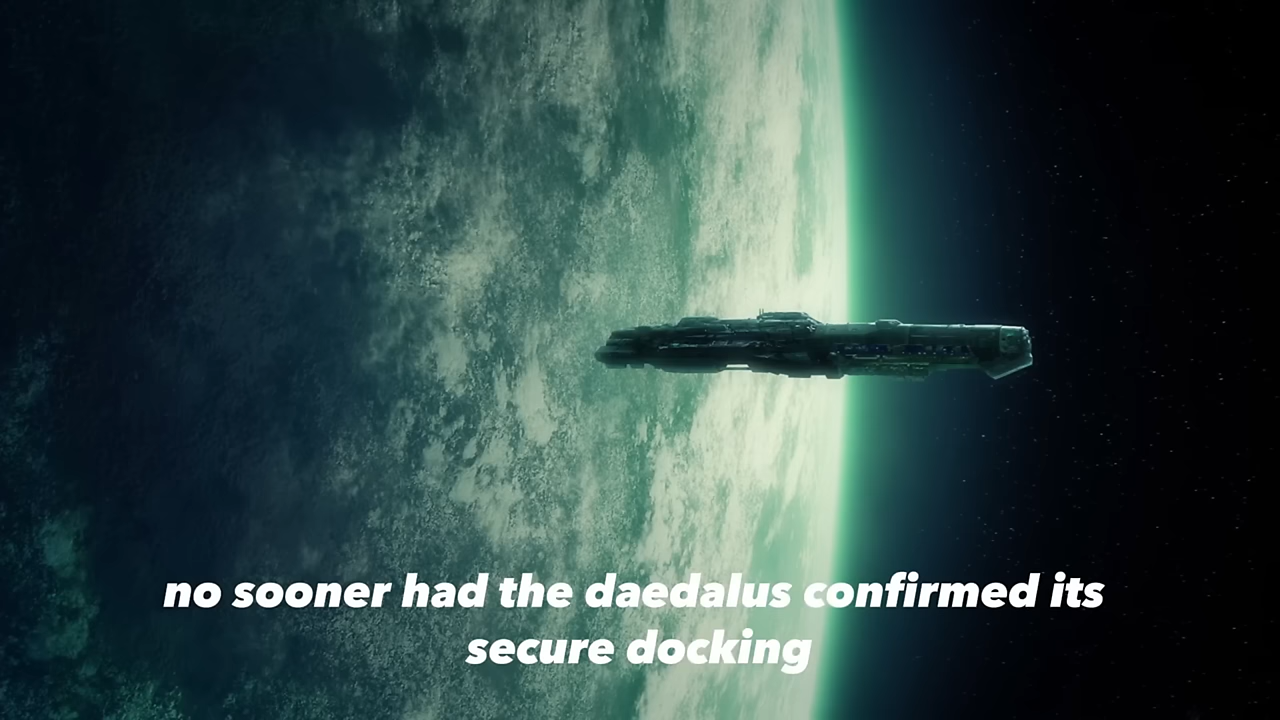 no sooner had the daedalus confirmed its
secure docking